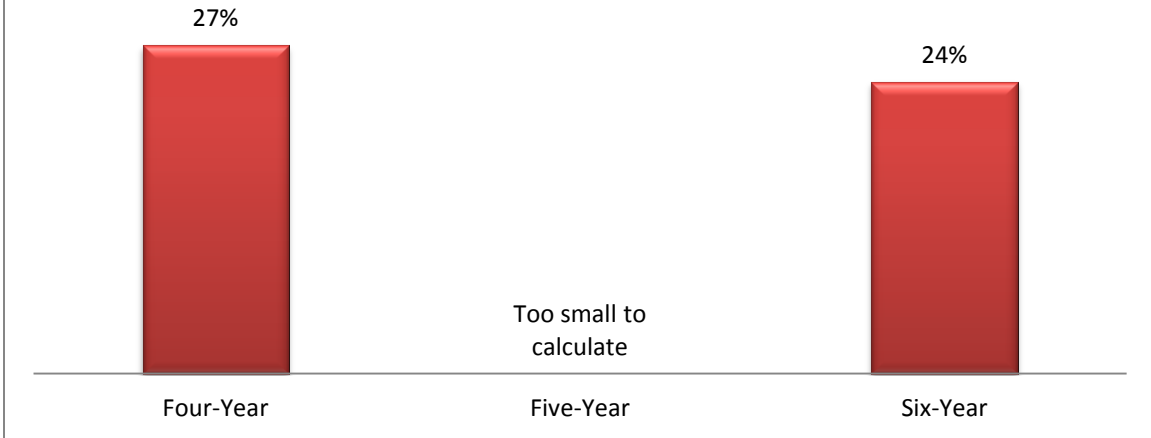 27%
24%
Too small to
calculate
Four-Year
Five-Year
Six-Year